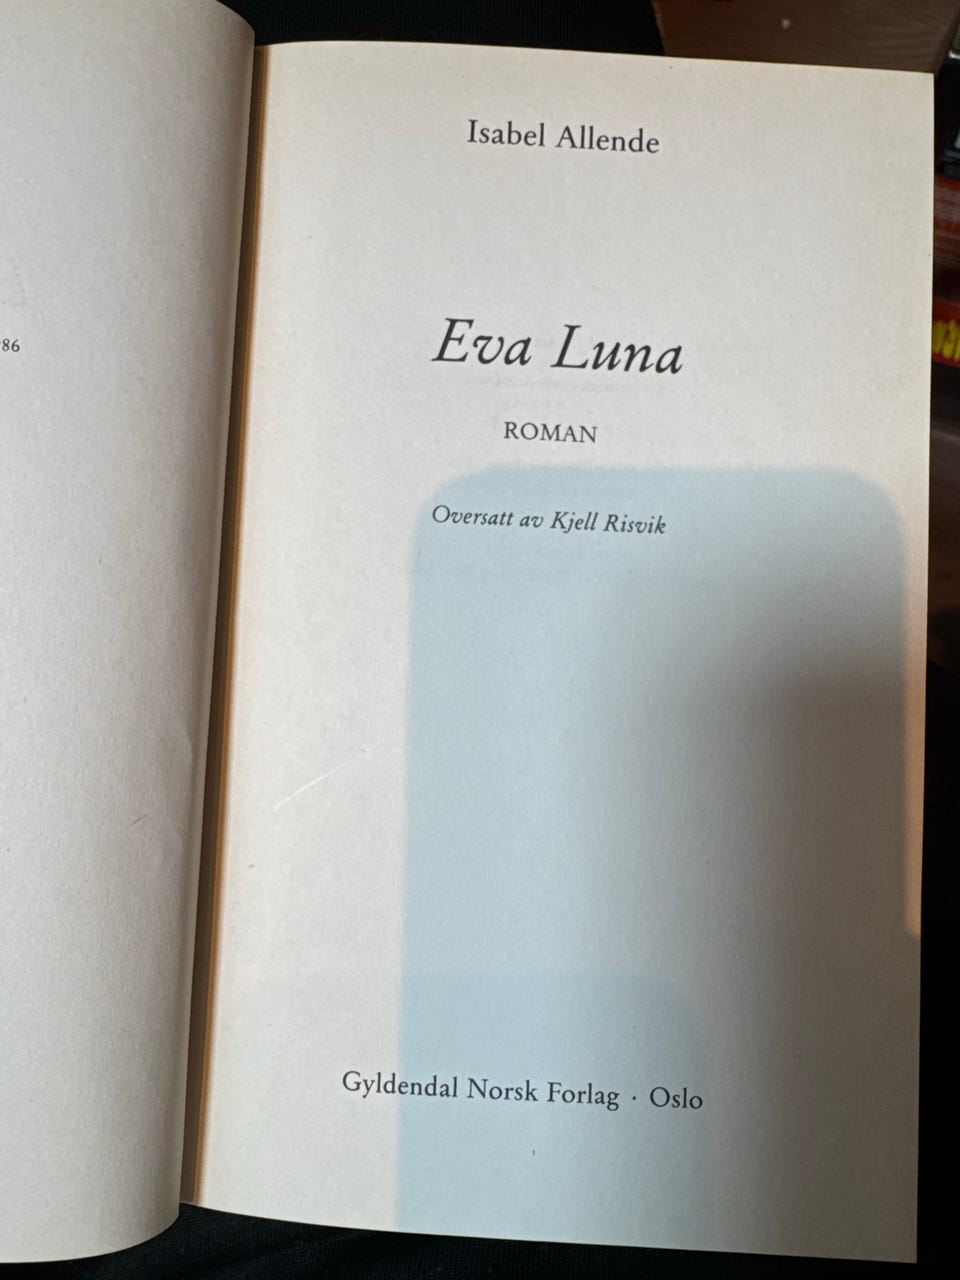 86
Isabel Allende
Eva Luna
ROMAN
Oversatt av Kjell Risvik
Gyldendal Norsk Forlag · Oslo